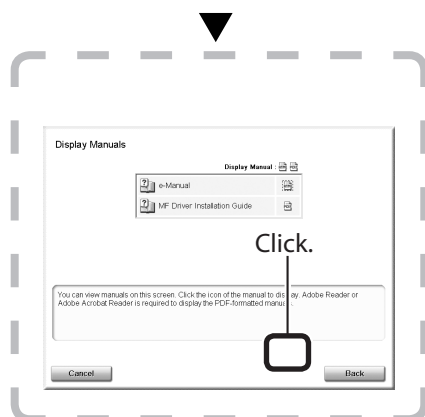 Display Manuals
Display Manual :
e-Manual
MF Driver Installation Guide
Click.
You can view manuals on this screen. Click the icon of the manual to display. Adobe Reader or
Adobe Acrobat Reader is required to display the PDF-formatted manuals.
Cancel Back